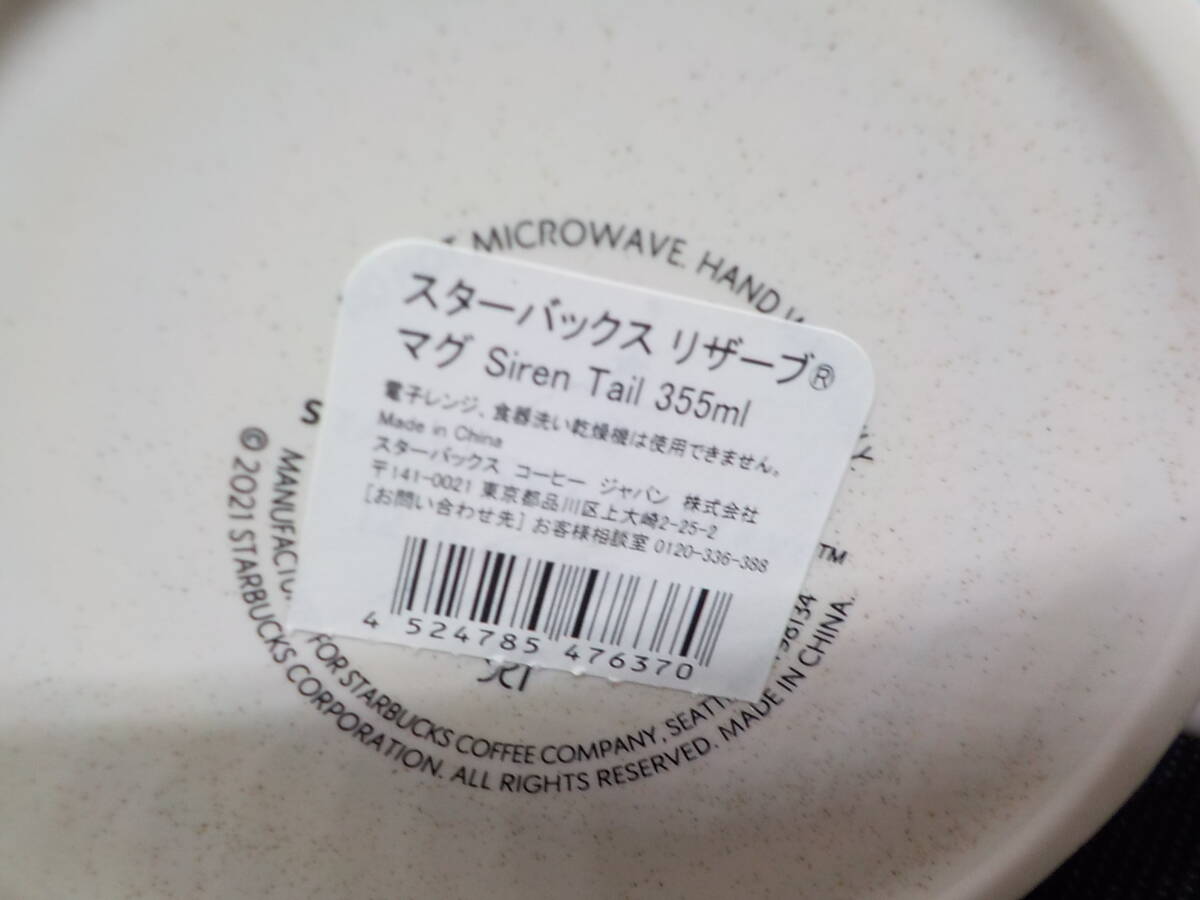 MICROWAVE. HAND
スターバックス リザーブ®
マグ Siren Tail 355ml
電子レンジ、食器洗い乾燥機は使用できません。
Made in China
スターバックス コーヒー ジャパン 株式会社
〒141-0021 東京都品川区上大崎2-25-2
[お問い合わせ先] お客様相談室 0120-336-388
4 524785 476370
TM
FOR STARBUCKS COFFEE COMPANY, SEATT
98134
© 2021 STARBUCKS CORPORATION. ALL RIGHTS RESERVED. MADE IN CHINA.